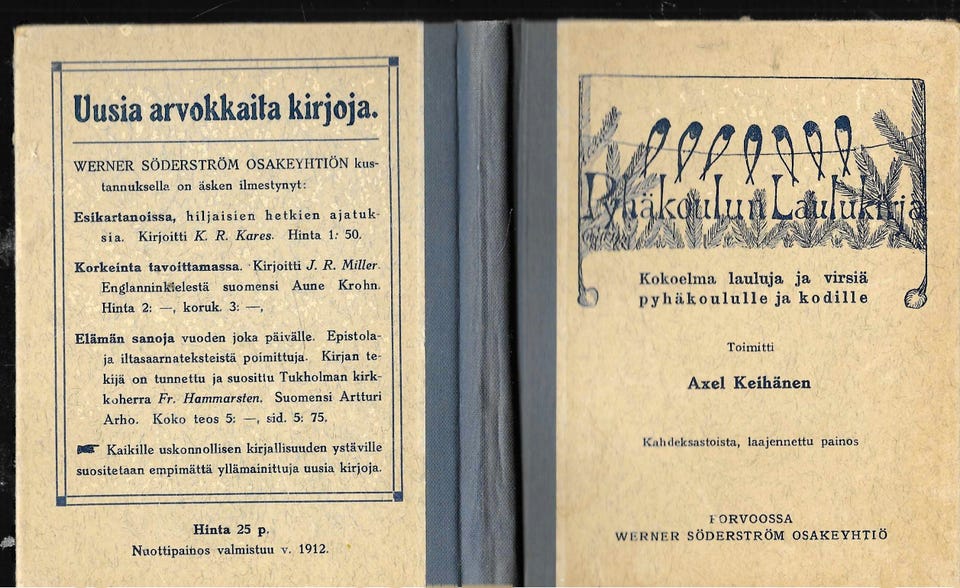 Uusia arvokkaita kirjoja.
WERNER SÖDERSTRÖM OSAKEYHTIÖN kus-
tannuksella on äsken ilmestynyt:
Esikartanoissa, hiljaisien hetkien ajatuk-
sia. Kirjoitti K. R. Kares. Hinta 1: 50.
Korkeinta tavoittamassa. Kirjoitti J. R. Miller.
Englanninkielestä suomensi Aune Krohn.
Hinta 2: —, koruk. 3: —,
Elämän sanoja vuoden joka päivälle. Epistola-
ja iltasaarnateksteistä poimittuja. Kirjan te-
kijä on tunnettu ja suosittu Tukholman kirk-
koherra Fr. Hammarsten. Suomensi Artturi
Arho. Koko teos 5: —, sid. 5: 75.
☛ Kaikille uskonnollisen kirjallisuuden ystäville
suositetaan empimättä yllämainittuja uusia kirjoja.
Hinta 25 p.
Nuottipainos valmistuu v. 1912.
Pyhäkoulun Laulukirja
Kokoelma lauluja ja virsiä
pyhäkoululle ja kodille
Toimitti
Axel Keihänen
Kahdeksastoista, laajennettu painos
PORVOOSSA
WERNER SÖDERSTRÖM OSAKEYHTIÖ